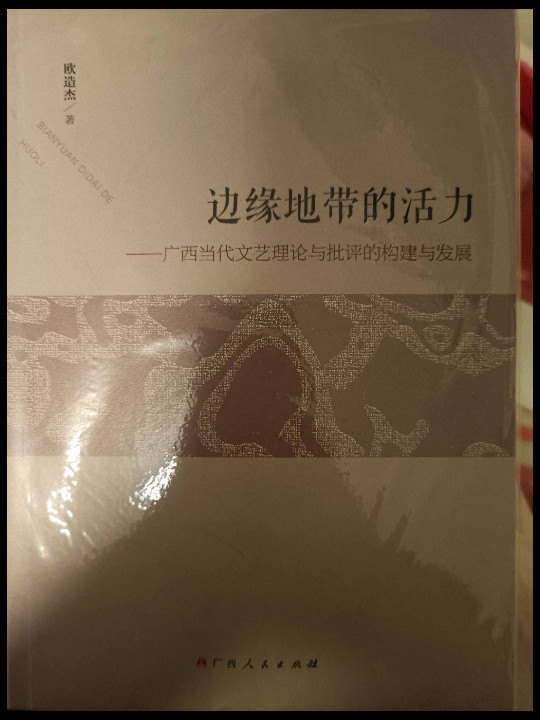 欧造杰/著
BIANYUAN DIDAI DE
HUOLI
边缘地带的活力
——广西当代文艺理论与批评的构建与发展
广西人民出版社